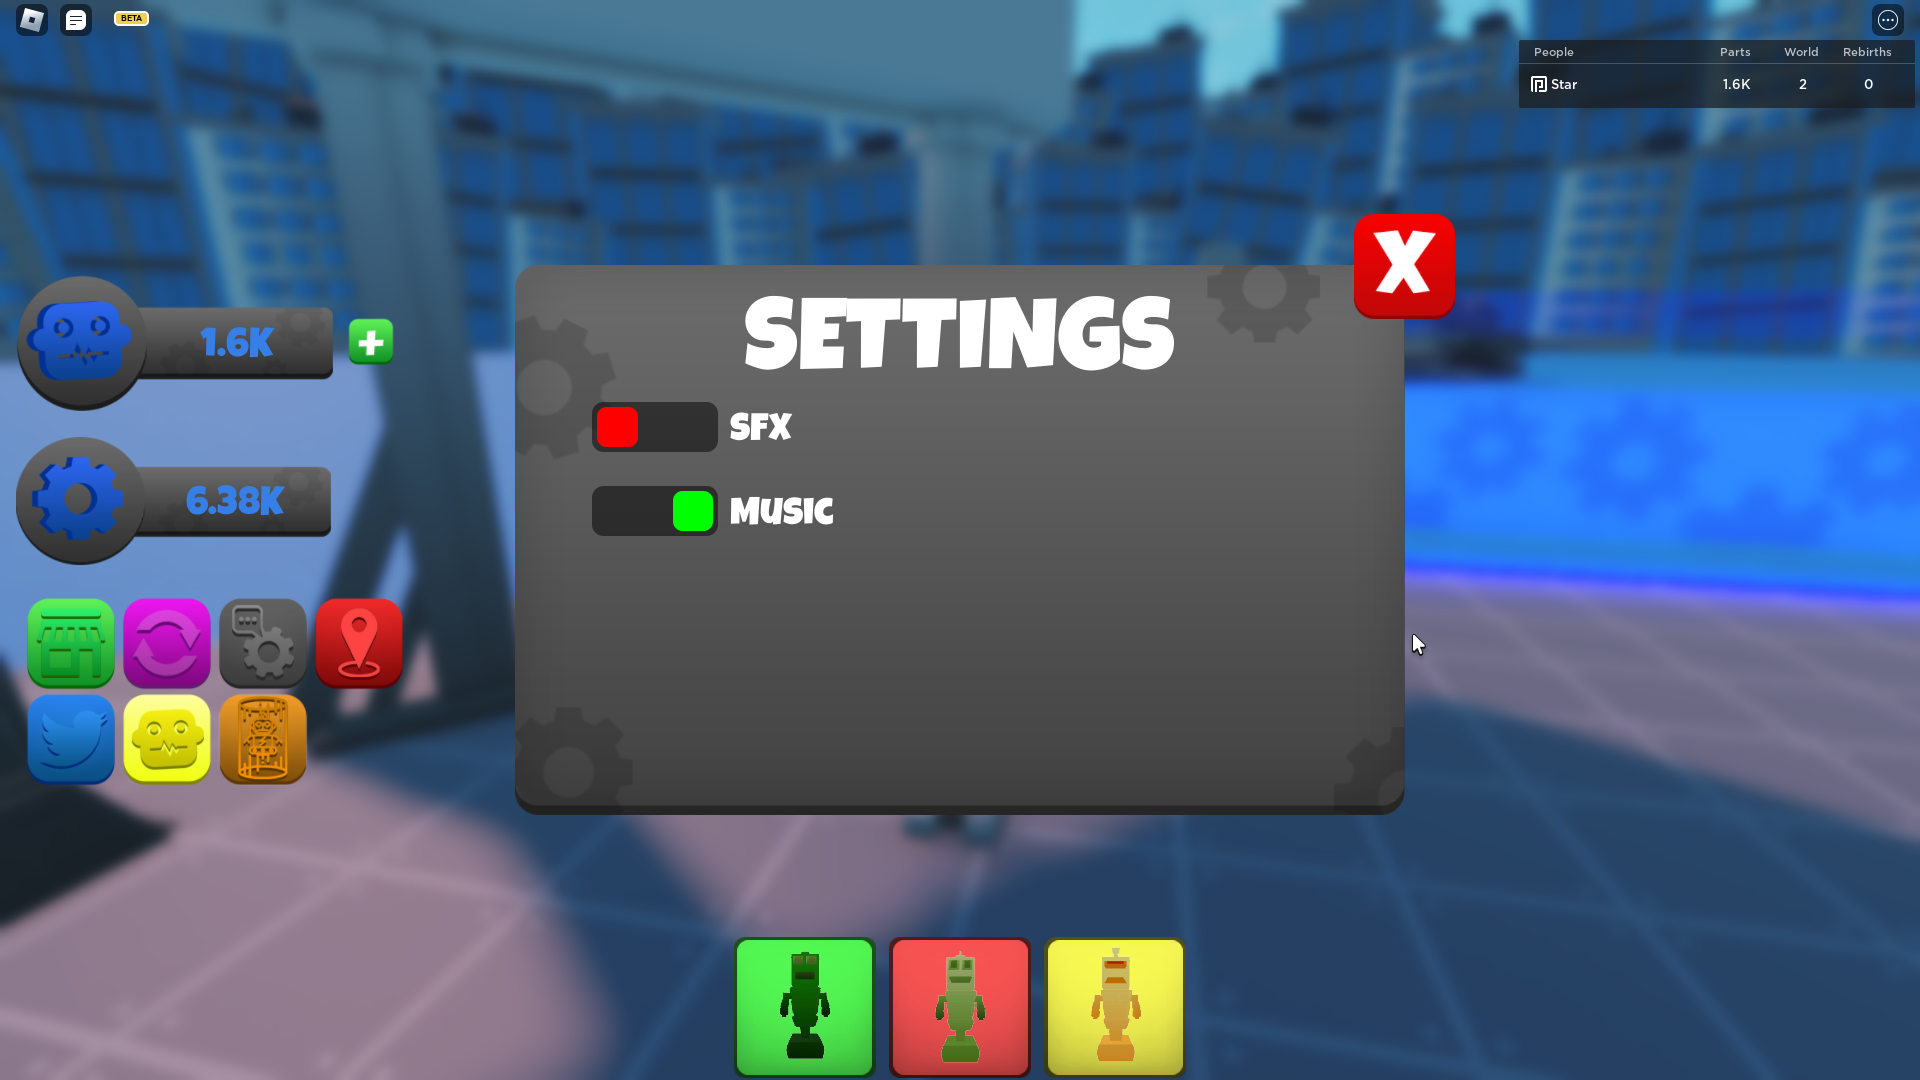 BETA
People Parts World Rebirths
Star 1.6K 2 0
X
SETTINGS
1.6K
SFX
6.38K
MUSIC